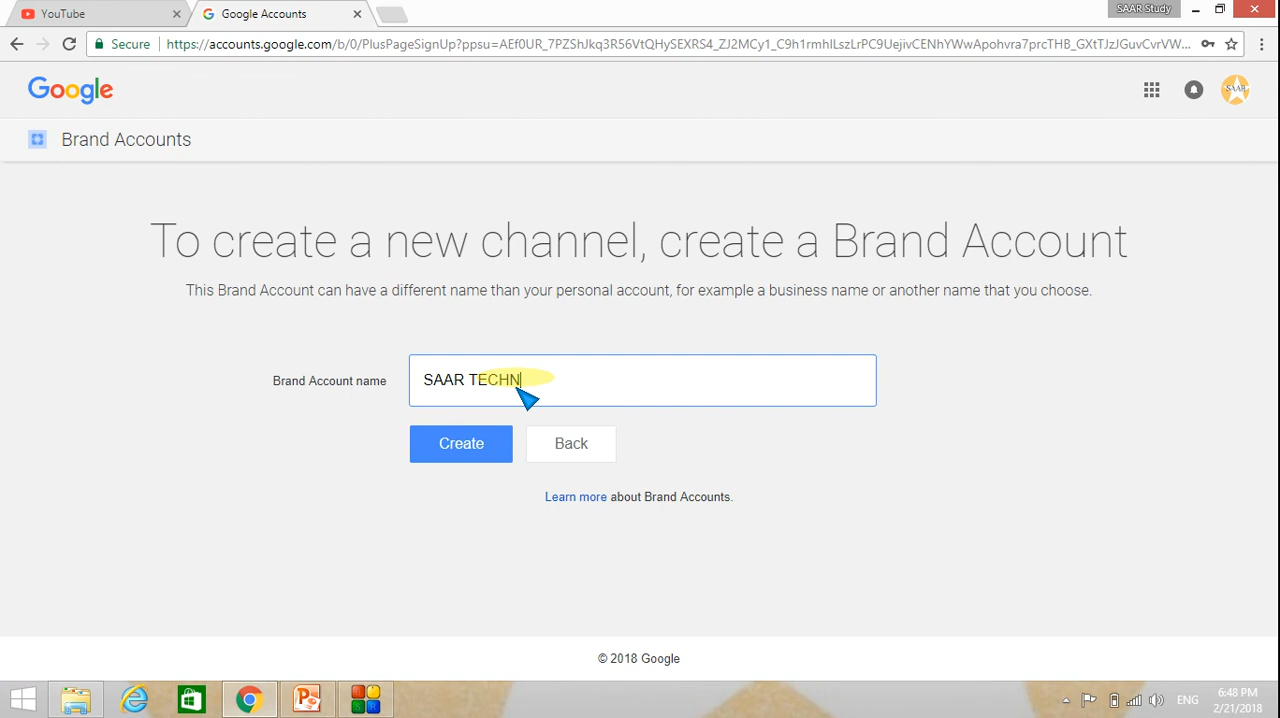 YouTube
Google Accounts
SAAR Study
Secure
https://accounts.google.com/b/0/PlusPageSignUp?ppsu=
Google
SAAR
Brand Accounts
To create a new channel, create a Brand Account
This Brand Account can have a different name than your personal account, for example a business name or another name that you choose.
Brand Account name
SAAR TECHN
Create Back
Learn more about Brand Accounts.
© 2018 Google
ENG
6:48 PM
2/21/2018